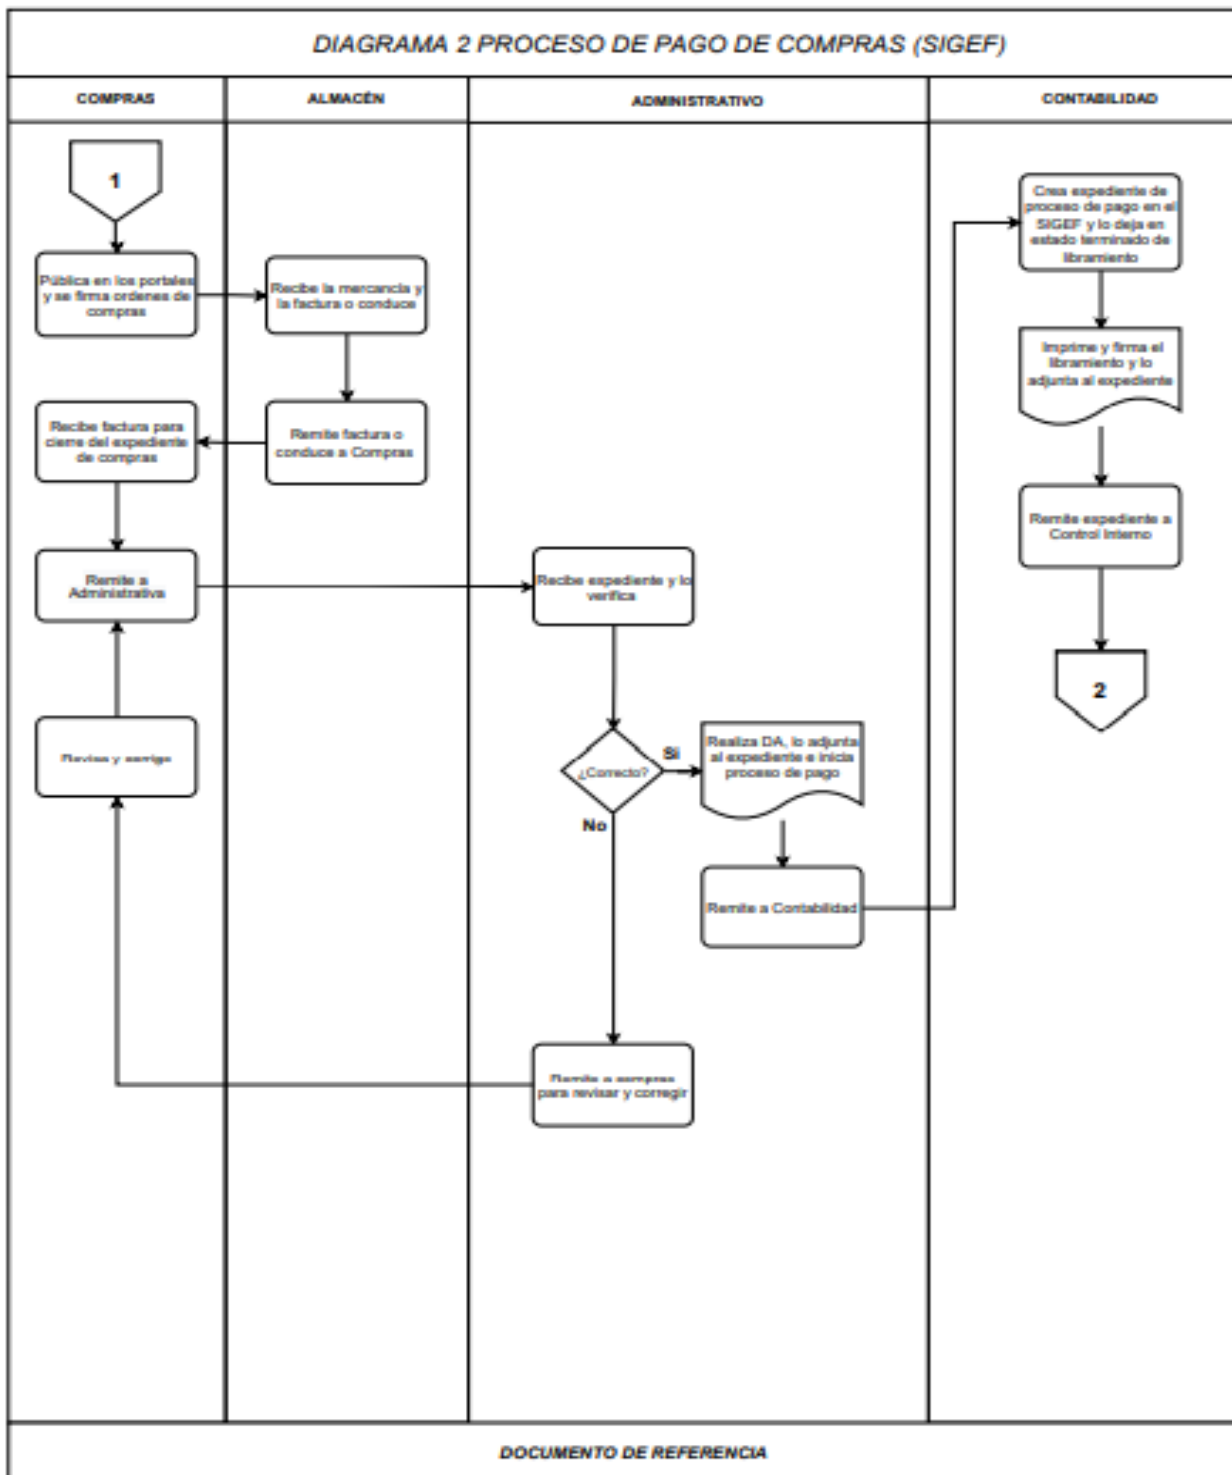 DIAGRAMA 2 PROCESO DE PAGO DE COMPRAS (SIGEF)
COMPRAS
ALMACÉN
ADMINISTRATIVO
CONTABILIDAD
1
Pública en los portales
y se firma ordenes de
compras
Recibe la mercancía y
la factura o conduce
Crea expediente de
proceso de pago en el
SIGEF y lo deja en
estado terminado de
libramiento
Imprime y firma el
libramiento y lo
adjunta al expediente
Recibe factura para
cierre del expediente
de compras
Remite factura o
conduce a Compras
Remite expediente a
Control Interno
Remite a
Administrativa
Recibe expediente y lo
verifica
2
Revisa y corrige
¿Correcto?
Si
No
Realiza DA, lo adjunta
al expediente e inicia
proceso de pago
Remite a Contabilidad
Remite a compras
para revisar y corregir
DOCUMENTO DE REFERENCIA